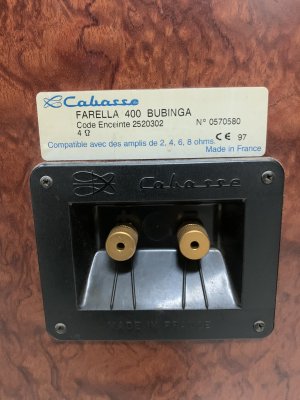 Cabasse
FARELLA 400 BUBINGA
Code Enceinte 2520302 N° 0570580
4 Ω
Compatible avec des amplis de 2, 4, 6, 8 ohms. CE 97
Made in France
Cabasse
MADE IN FRANCE